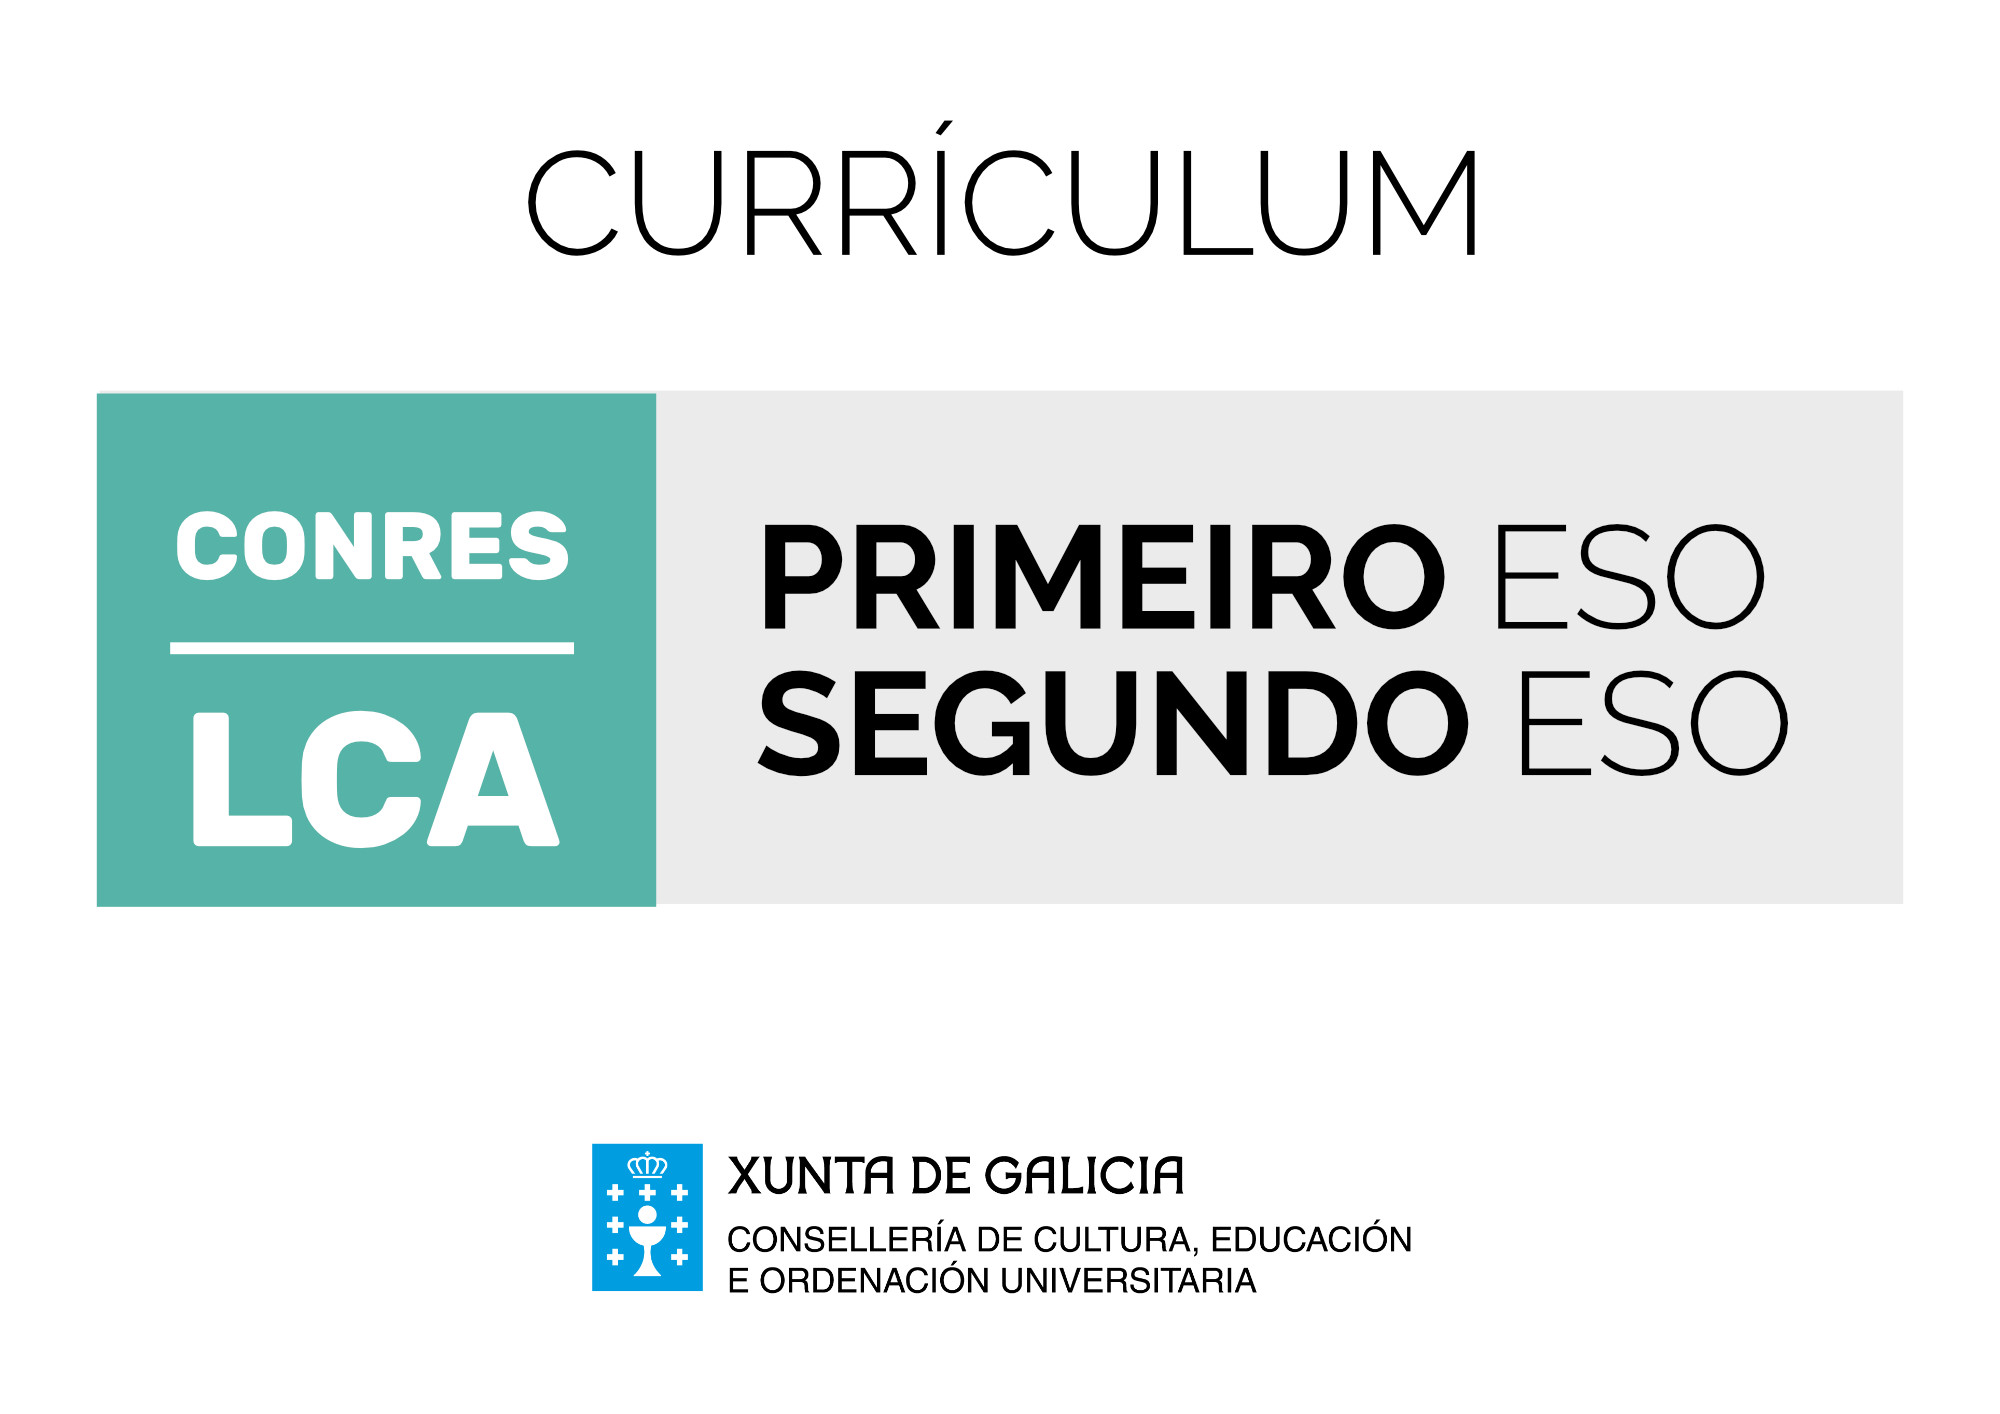 CURRÍCULUM
CONRES
LCA
PRIMEIRO ESO
SEGUNDO ESO
XUNTA DE GALICIA
CONSELLERÍA DE CULTURA, EDUCACIÓN
E ORDENACIÓN UNIVERSITARIA